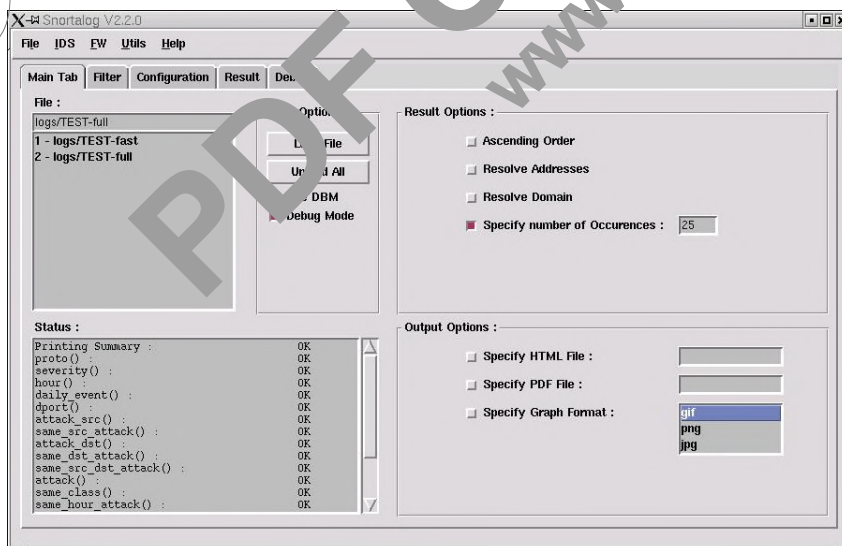 Snortalog V2.2.0
File IDS FW Utils Help
Main Tab Filter Configuration Result
File :
logs/TEST-full
1 - logs/TEST-fast
2 - logs/TEST-full
File
All
DBM
Debug Mode
Result Options :
Ascending Order
Resolve Addresses
Resolve Domain
Specify number of Occurences : 25
Status :
Printing Summary : OK
proto() : OK
severity() : OK
hour() : OK
daily_event() : OK
dport() : OK
attack_src() : OK
same_src_attack() : OK
attack_dst() : OK
same_dst_attack() : OK
same_src_dst_attack() : OK
attack() : OK
same_class() : OK
same_hour_attack() : OK
Output Options :
Specify HTML File :
Specify PDF File :
Specify Graph Format : gif
png
jpg
PDF
www